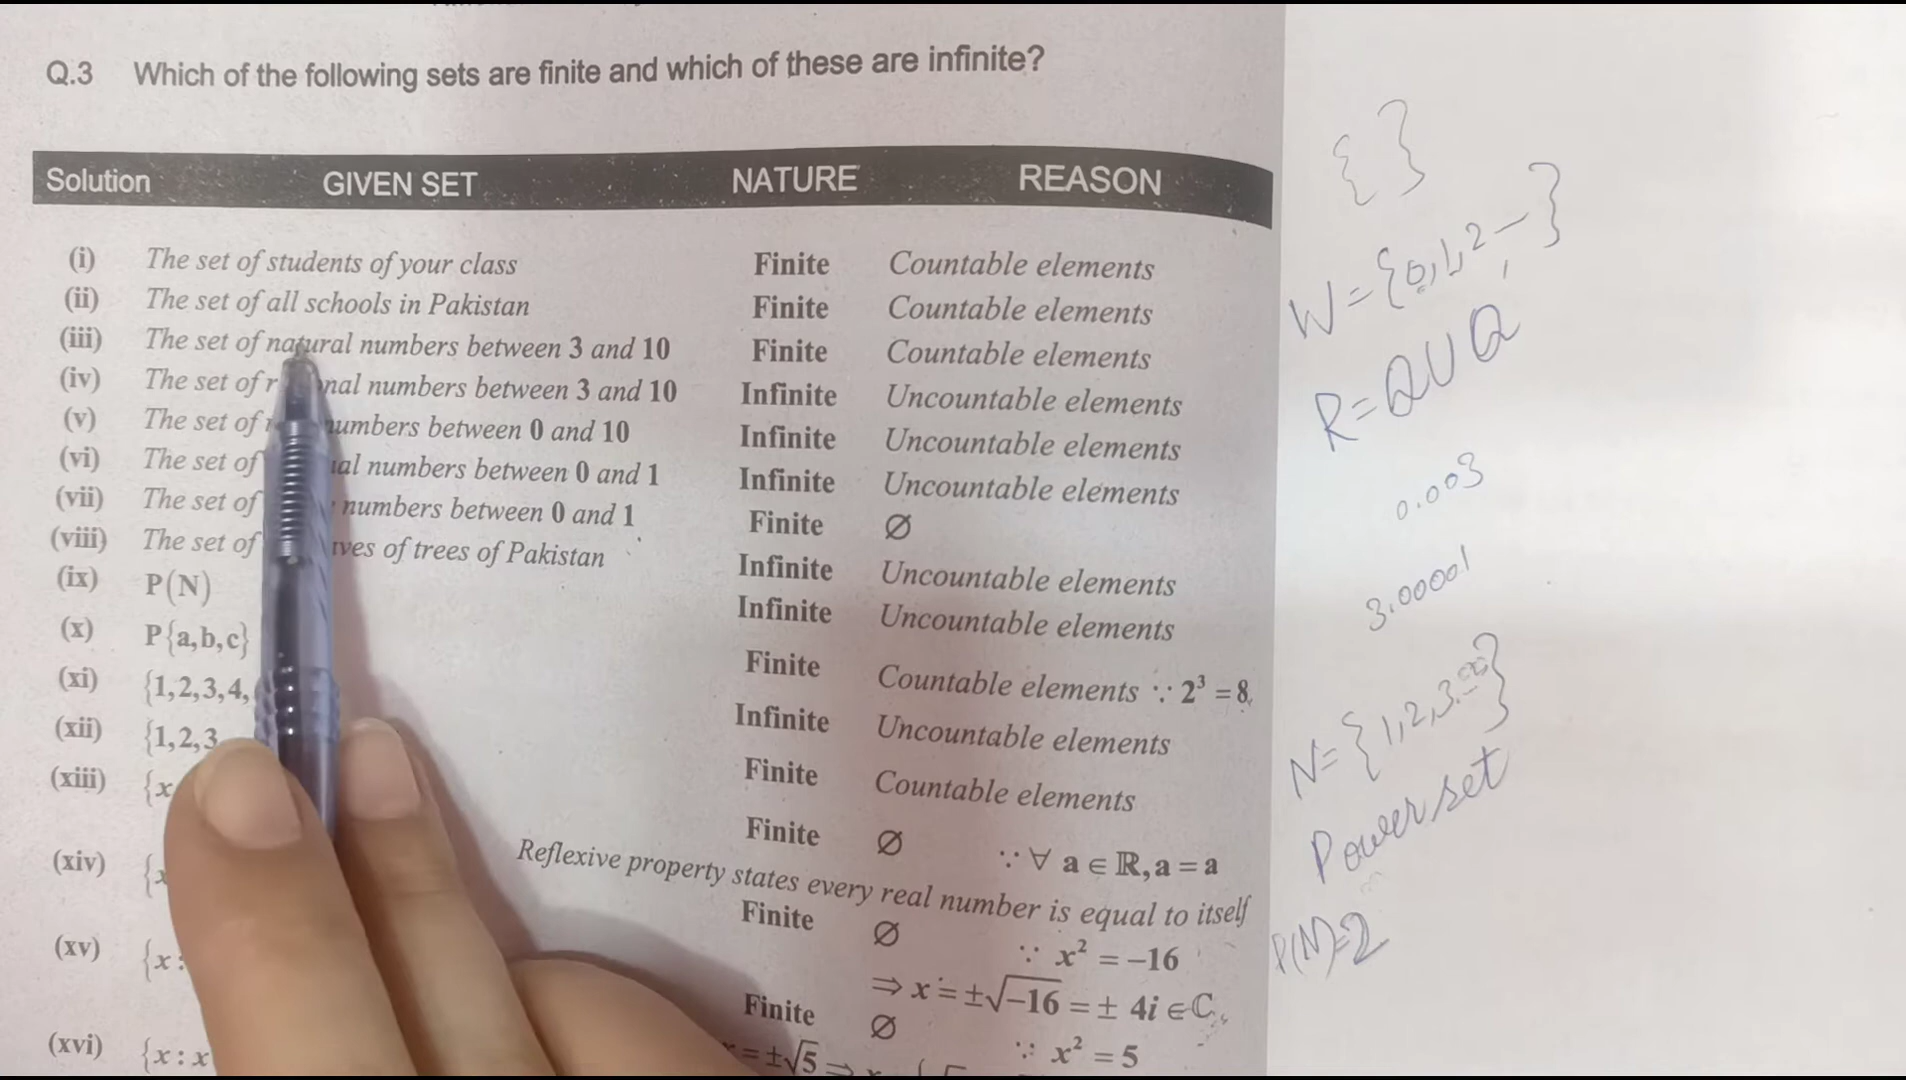 Q.3 Which of the following sets are finite and which of these are infinite?
Solution GIVEN SET NATURE REASON
(i) The set of students of your class Finite Countable elements
(ii) The set of all schools in Pakistan Finite Countable elements
(iii) The set of natural numbers between 3 and 10 Finite Countable elements
(iv) The set of numbers between 3 and 10 Infinite Uncountable elements
(v) The set of numbers between 0 and 10 Infinite Uncountable elements
(vi) The set of numbers between 0 and 1 Infinite Uncountable elements
(vii) The set of numbers between 0 and 1 Finite ∅
(viii) The set of of trees of Pakistan Infinite Uncountable elements
(ix) P(N) Infinite Uncountable elements
(x) P{a,b,c} Finite Countable elements ∵ 2³ = 8
(xi) {1,2,3,4, Infinite Uncountable elements
(xii) {1,2,3 Finite Countable elements
(xiii) {x Finite ∅ ∵ ∀ a ∈ ℝ, a = a
Reflexive property states every real number is equal to itself
(xiv) {x Finite ∅ ∵ x² = −16
⇒ x = ±√−16 = ± 4i ∈ ℂ
(xv) {x : Finite ∅ ∵ x² = 5
(xvi) {x : x = ±√5 ⇒ x
{ }
W = {0,1,2 – }
R = Q U Q'
0.003
3.00001
N = {1,2,3...∞}
Power set
P(N)=2